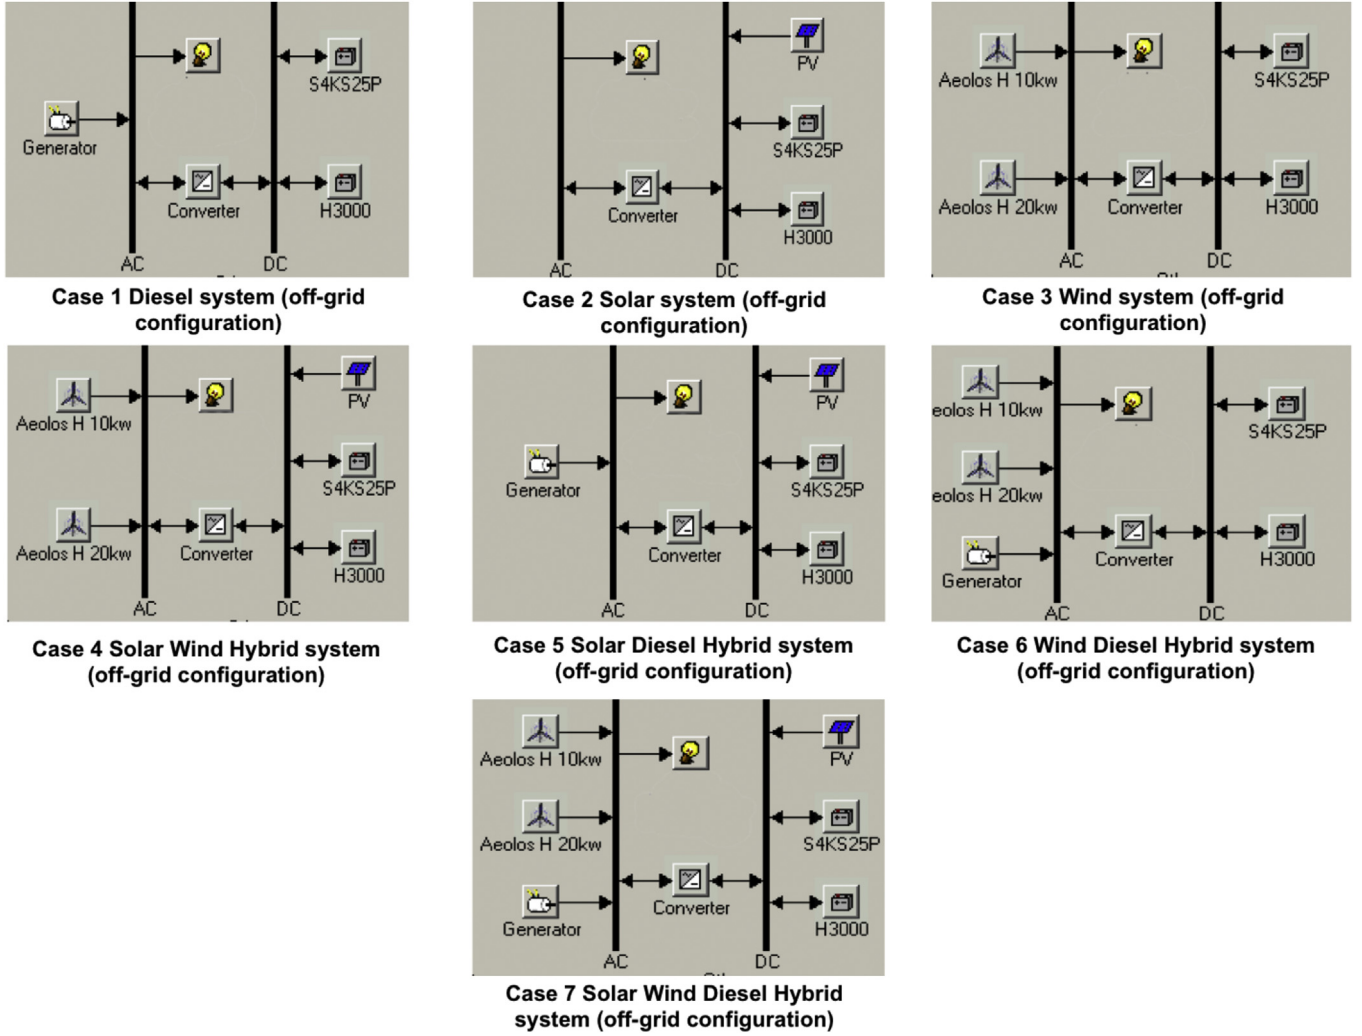 S4KS25P
Generator
Converter
H3000
AC
DC
Case 1 Diesel system (off-grid
configuration)
PV
S4KS25P
Converter
H3000
AC
DC
Case 2 Solar system (off-grid
configuration)
Aeolos H 10kw
S4KS25P
Aeolos H 20kw
Converter
H3000
AC
DC
Case 3 Wind system (off-grid
configuration)
PV
Aeolos H 10kw
S4KS25P
Aeolos H 20kw
Converter
H3000
AC
DC
Case 4 Solar Wind Hybrid system
(off-grid configuration)
PV
Generator
S4KS25P
Converter
H3000
AC
DC
Case 5 Solar Diesel Hybrid system
(off-grid configuration)
eolos H 10kw
S4KS25P
eolos H 20kw
Converter
H3000
Generator
AC
DC
Case 6 Wind Diesel Hybrid system
(off-grid configuration)
Aeolos H 10kw
PV
Aeolos H 20kw
S4KS25P
Converter
Generator
H3000
AC
DC
Case 7 Solar Wind Diesel Hybrid
system (off-grid configuration)